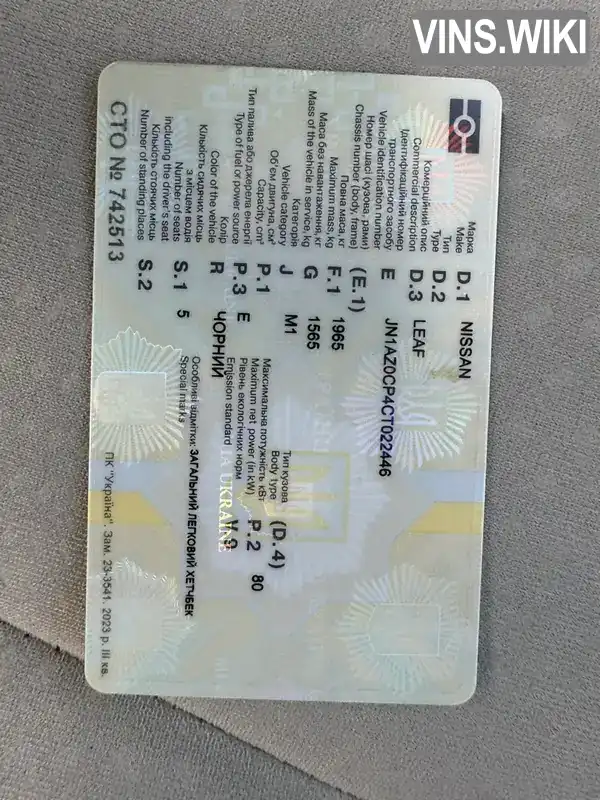 VINS.WIKI
Марка
Make D.1 NISSAN
Тип
Type D.2
Комерційний опис
Commercial description D.3 LEAF
Ідентифікаційний номер
транспортного засобу
Vehicle identification number E JN1AZ0CP4CT022446
Номер шасі (кузова, рами)
Chassis number (body, frame) (E.1)
Повна маса, кг
Maximum mass, kg F.1 1965
Маса без навантаження, кг
Mass of the vehicle in service, kg G 1565
Категорія
Vehicle category J M1
Тип кузова
Body type (D.4)
Об'єм двигуна, см³
Capacity, cm³ P.1
Максимальна потужність кВт
Maximum net power (in kW) P.2 80
Тип палива або джерела енергії
Type of fuel or power source P.3 E
Рівень екологічних норм
Emission standard V.9
UKRAINE
Колір
Color of the vehicle R ЧОРНИЙ
Кількість сидячих місць
з місцем водія
Number of seats
including the driver's seat S.1 5
Особливі відмітки: ЗАГАЛЬНИЙ ЛЕГКОВИЙ ХЕТЧБЕК
Special marks
Кількість стоячих місць
Number of standing places S.2
СТО № 742513
ПК "Україна". Зам. 23-3541. 2023 р. III кв.